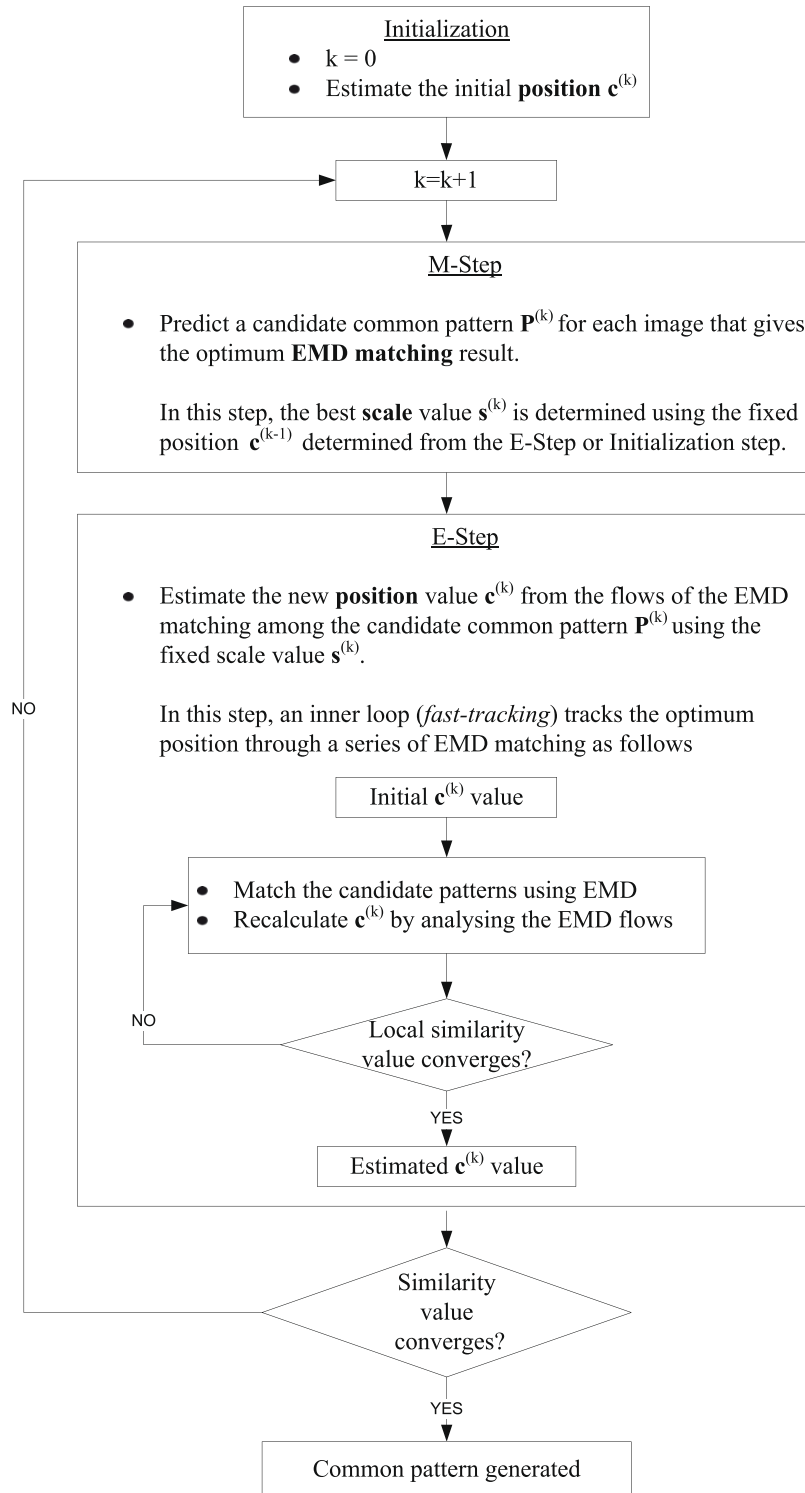 Initialization
• k = 0
• Estimate the initial position c^(k)
k=k+1
M-Step
• Predict a candidate common pattern P^(k) for each image that gives
the optimum EMD matching result.
In this step, the best scale value s^(k) is determined using the fixed
position c^(k-1) determined from the E-Step or Initialization step.
E-Step
• Estimate the new position value c^(k) from the flows of the EMD
matching among the candidate common pattern P^(k) using the
fixed scale value s^(k).
In this step, an inner loop (fast-tracking) tracks the optimum
position through a series of EMD matching as follows
Initial c^(k) value
• Match the candidate patterns using EMD
• Recalculate c^(k) by analysing the EMD flows
NO
Local similarity
value converges?
YES
Estimated c^(k) value
NO
Similarity
value
converges?
YES
Common pattern generated